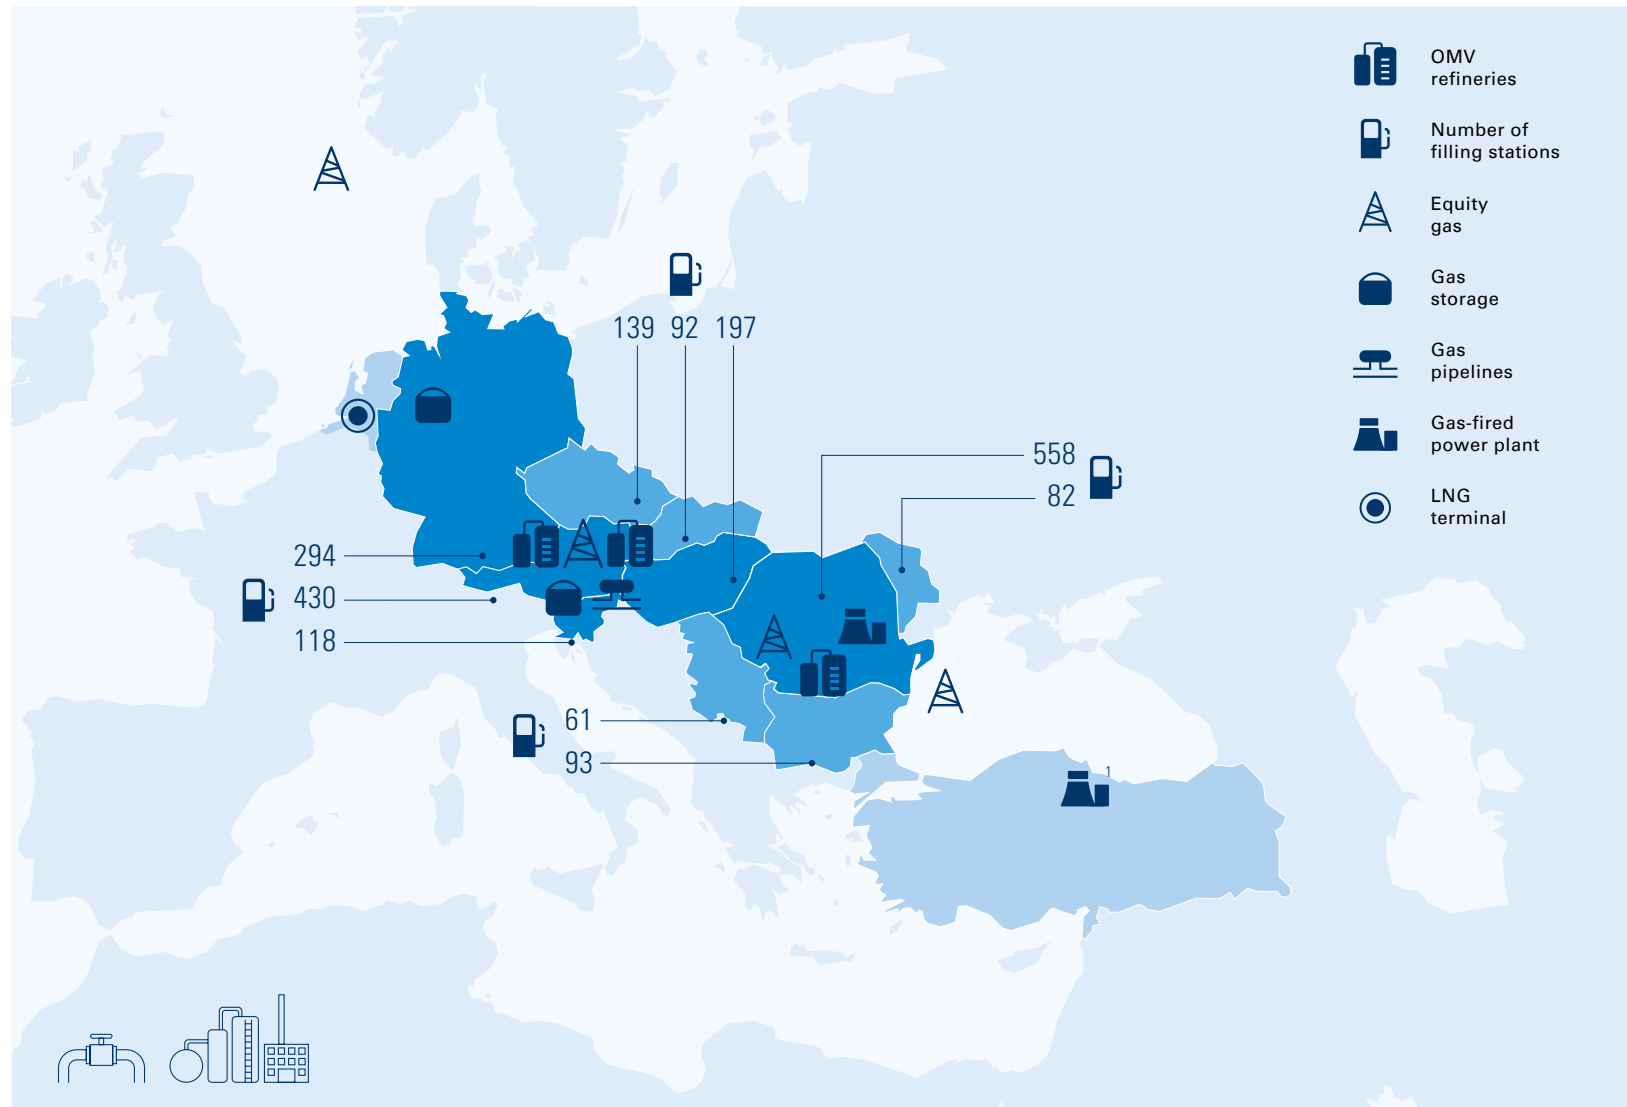 OMV
refineries
Number of
filling stations
Equity
gas
Gas
storage
Gas
pipelines
Gas-fired
power plant
LNG
terminal
139 92 197
558
82
294
430
118
61
93
1